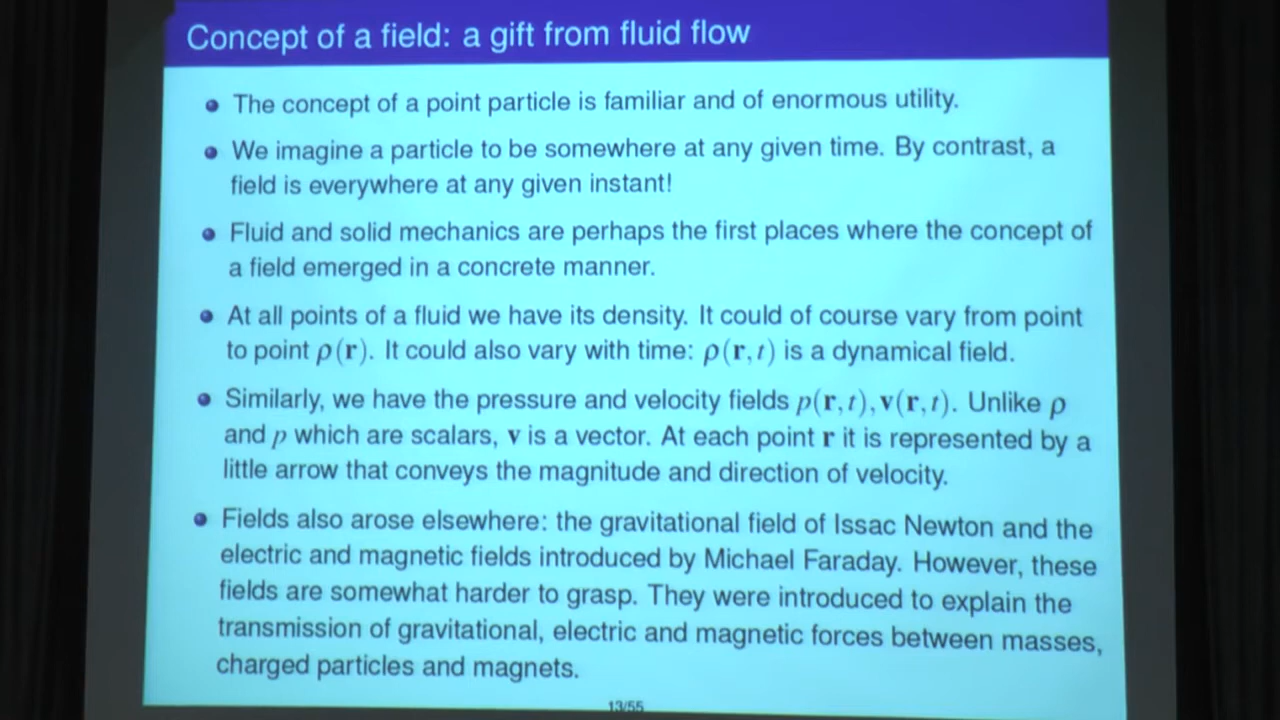 Concept of a field: a gift from fluid flow
The concept of a point particle is familiar and of enormous utility.
We imagine a particle to be somewhere at any given time. By contrast, a
field is everywhere at any given instant!
Fluid and solid mechanics are perhaps the first places where the concept of
a field emerged in a concrete manner.
At all points of a fluid we have its density. It could of course vary from point
to point ρ(r). It could also vary with time: ρ(r,t) is a dynamical field.
Similarly, we have the pressure and velocity fields p(r,t),v(r,t). Unlike ρ
and p which are scalars, v is a vector. At each point r it is represented by a
little arrow that conveys the magnitude and direction of velocity.
Fields also arose elsewhere: the gravitational field of Issac Newton and the
electric and magnetic fields introduced by Michael Faraday. However, these
fields are somewhat harder to grasp. They were introduced to explain the
transmission of gravitational, electric and magnetic forces between masses,
charged particles and magnets.
13/55